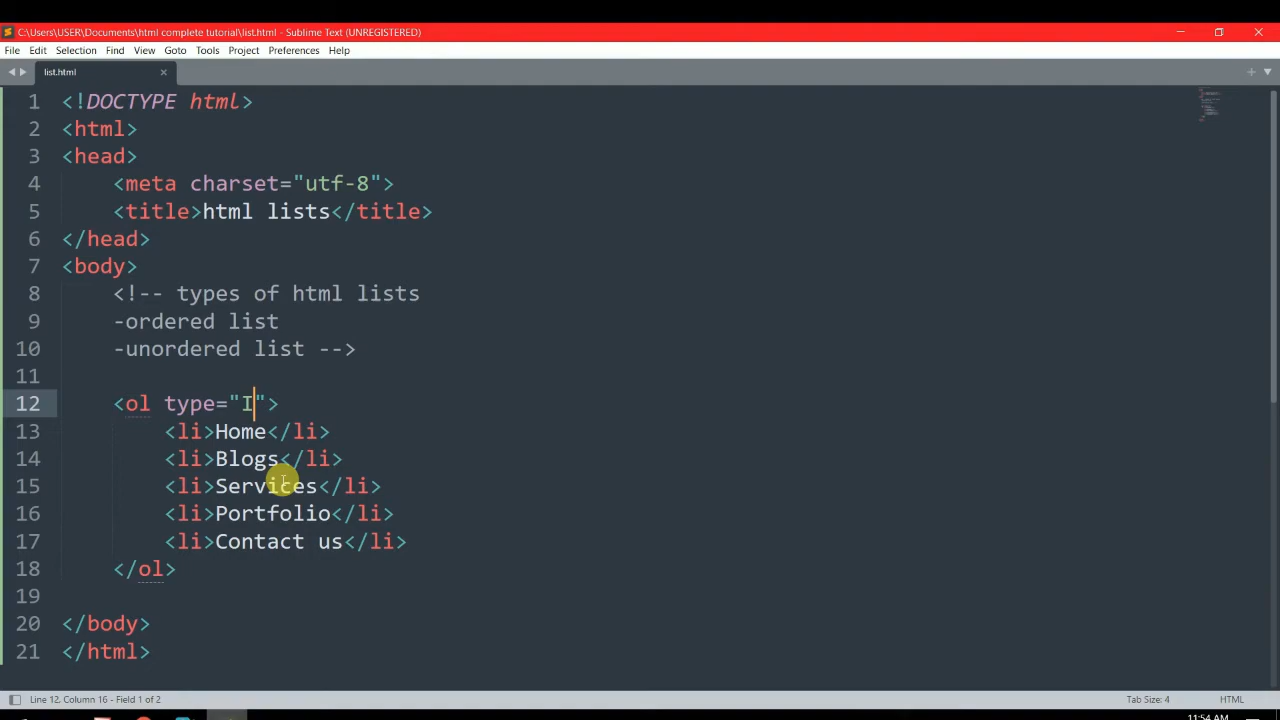 C:\Users\USER\Documents\html complete tutorial\list.html - Sublime Text (UNREGISTERED)
File Edit Selection Find View Goto Tools Project Preferences Help
list.html
1 <!DOCTYPE html>
2 <html>
3 <head>
4 <meta charset="utf-8">
5 <title>html lists</title>
6 </head>
7 <body>
8 <!-- types of html lists
9 -ordered list
10 -unordered list -->
11
12 <ol type="I">
13 <li>Home</li>
14 <li>Blogs</li>
15 <li>Services</li>
16 <li>Portfolio</li>
17 <li>Contact us</li>
18 </ol>
19
20 </body>
21 </html>
Line 12, Column 16 - Field 1 of 2 Tab Size: 4 HTML
11:54 AM